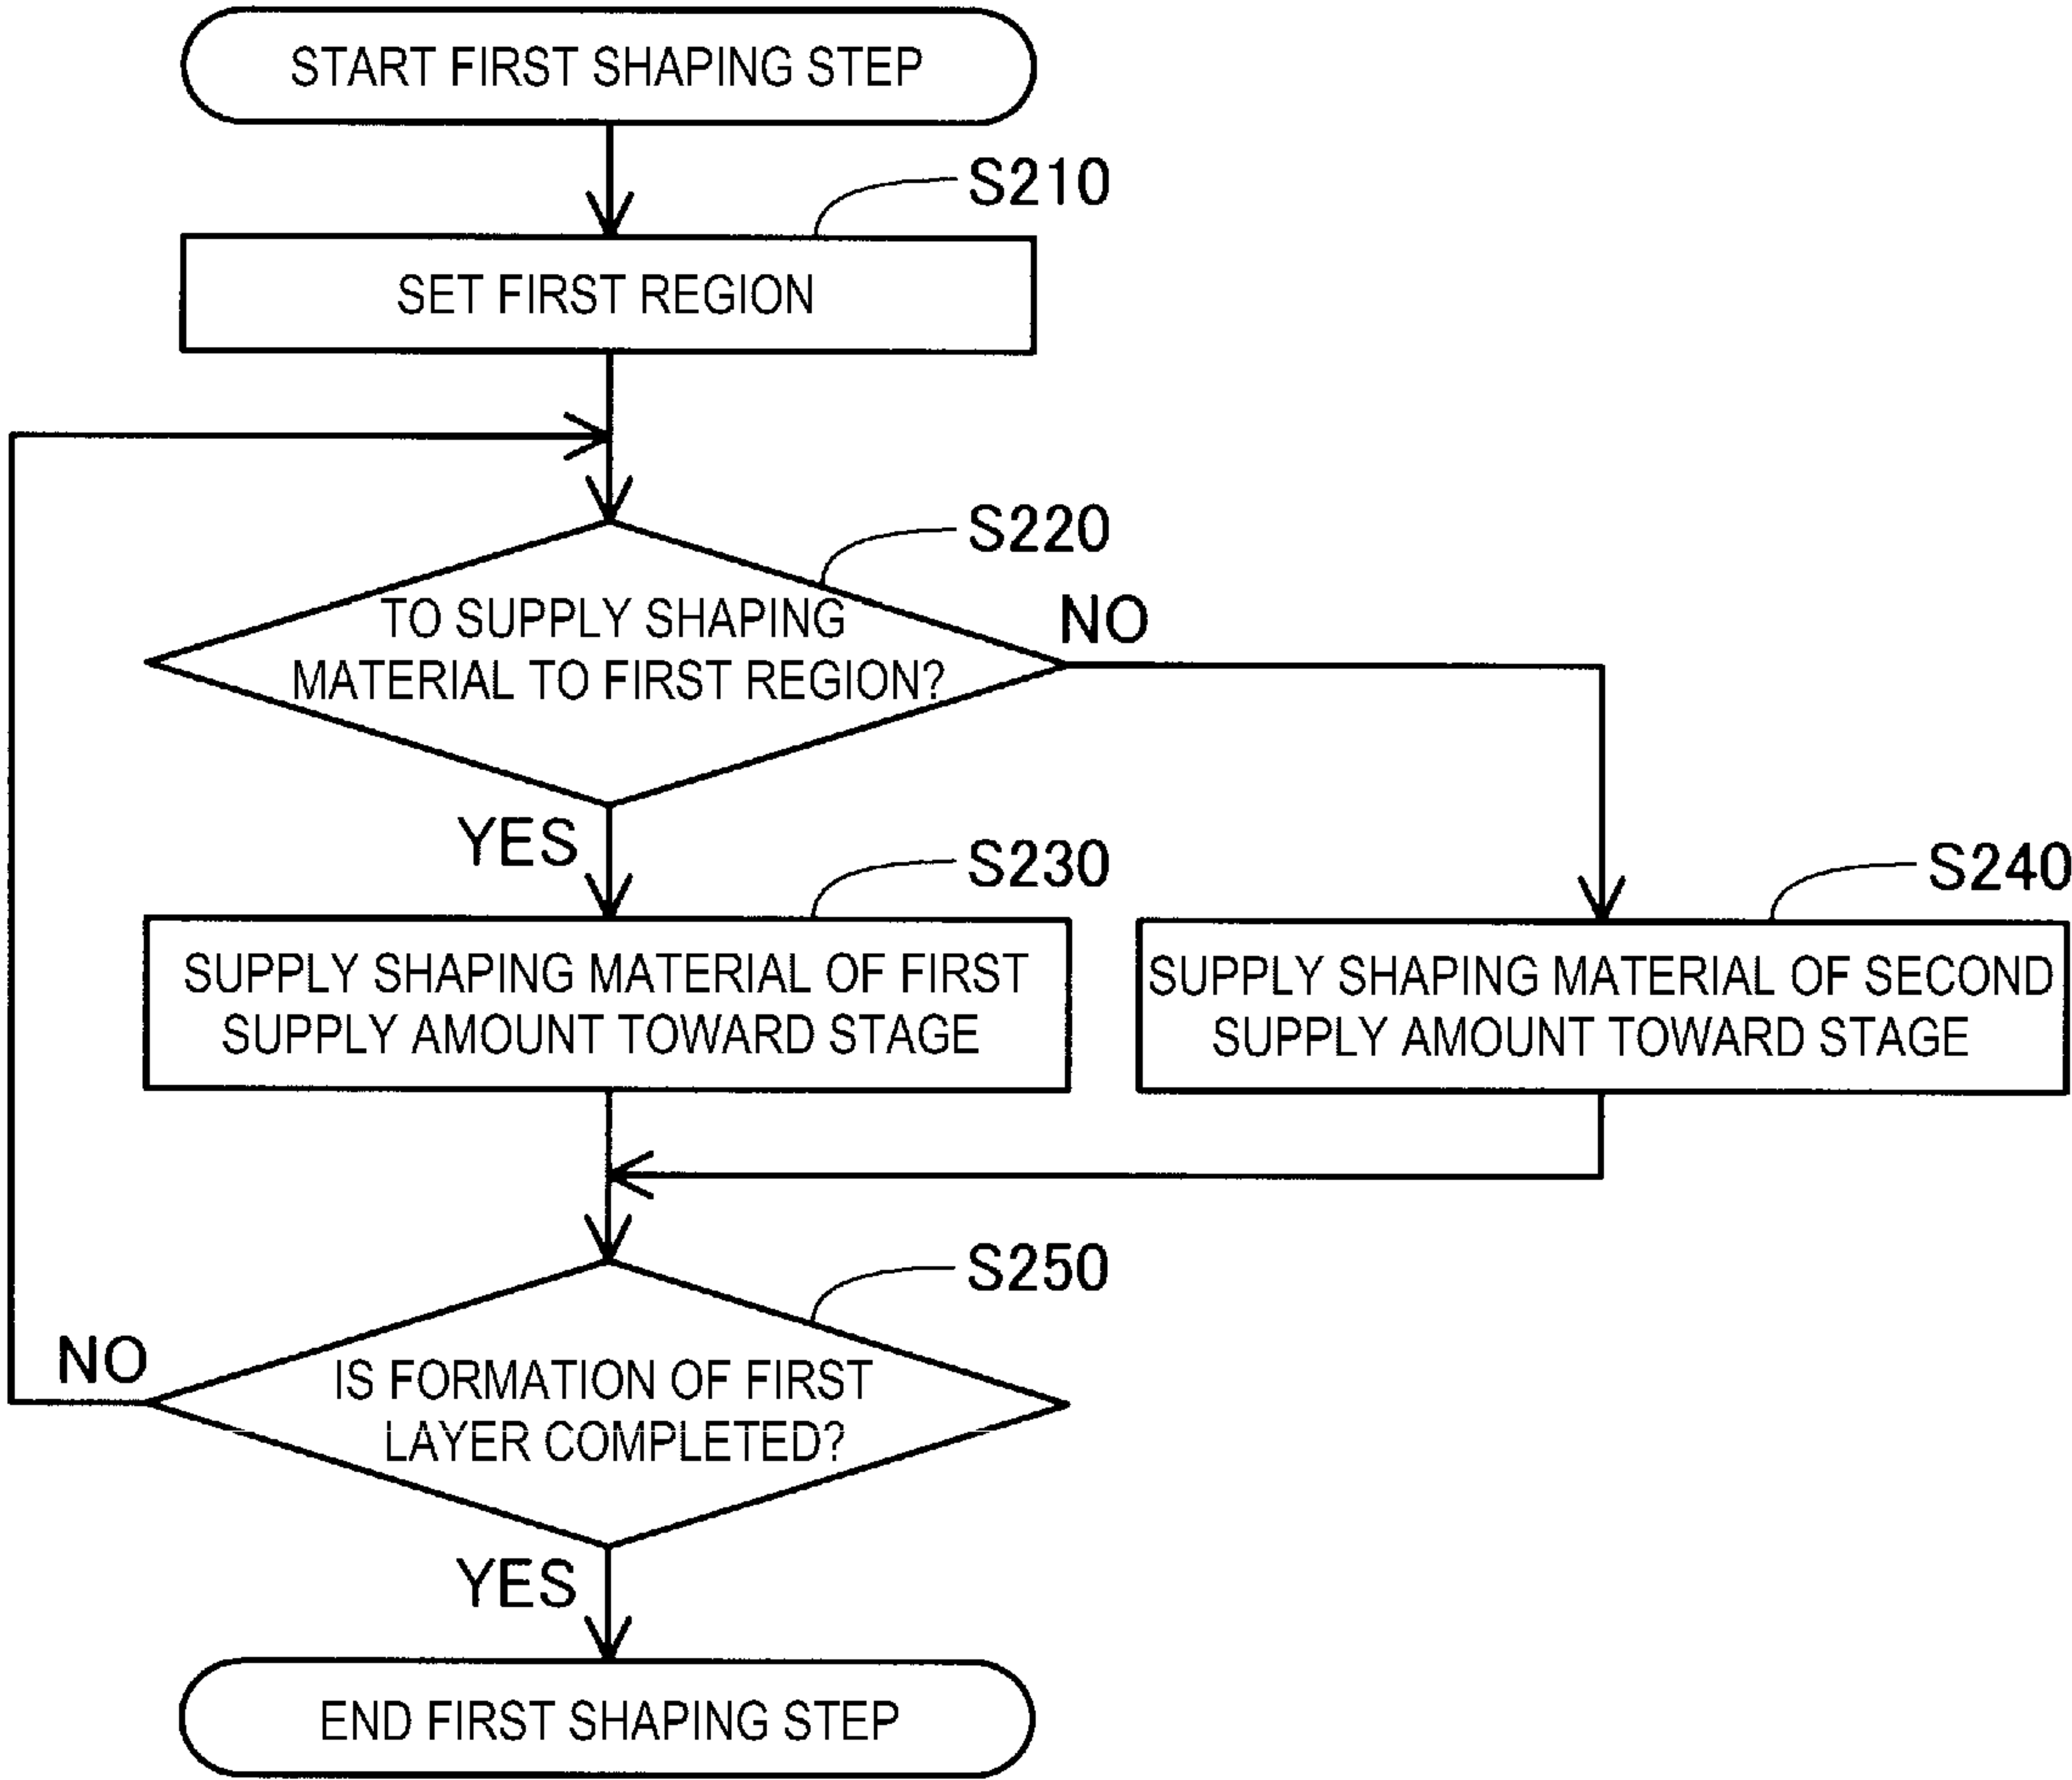 START FIRST SHAPING STEP
S210
SET FIRST REGION
S220
TO SUPPLY SHAPING
MATERIAL TO FIRST REGION?
NO
YES
S230
SUPPLY SHAPING MATERIAL OF FIRST
SUPPLY AMOUNT TOWARD STAGE
S240
SUPPLY SHAPING MATERIAL OF SECOND
SUPPLY AMOUNT TOWARD STAGE
S250
IS FORMATION OF FIRST
LAYER COMPLETED?
NO
YES
END FIRST SHAPING STEP